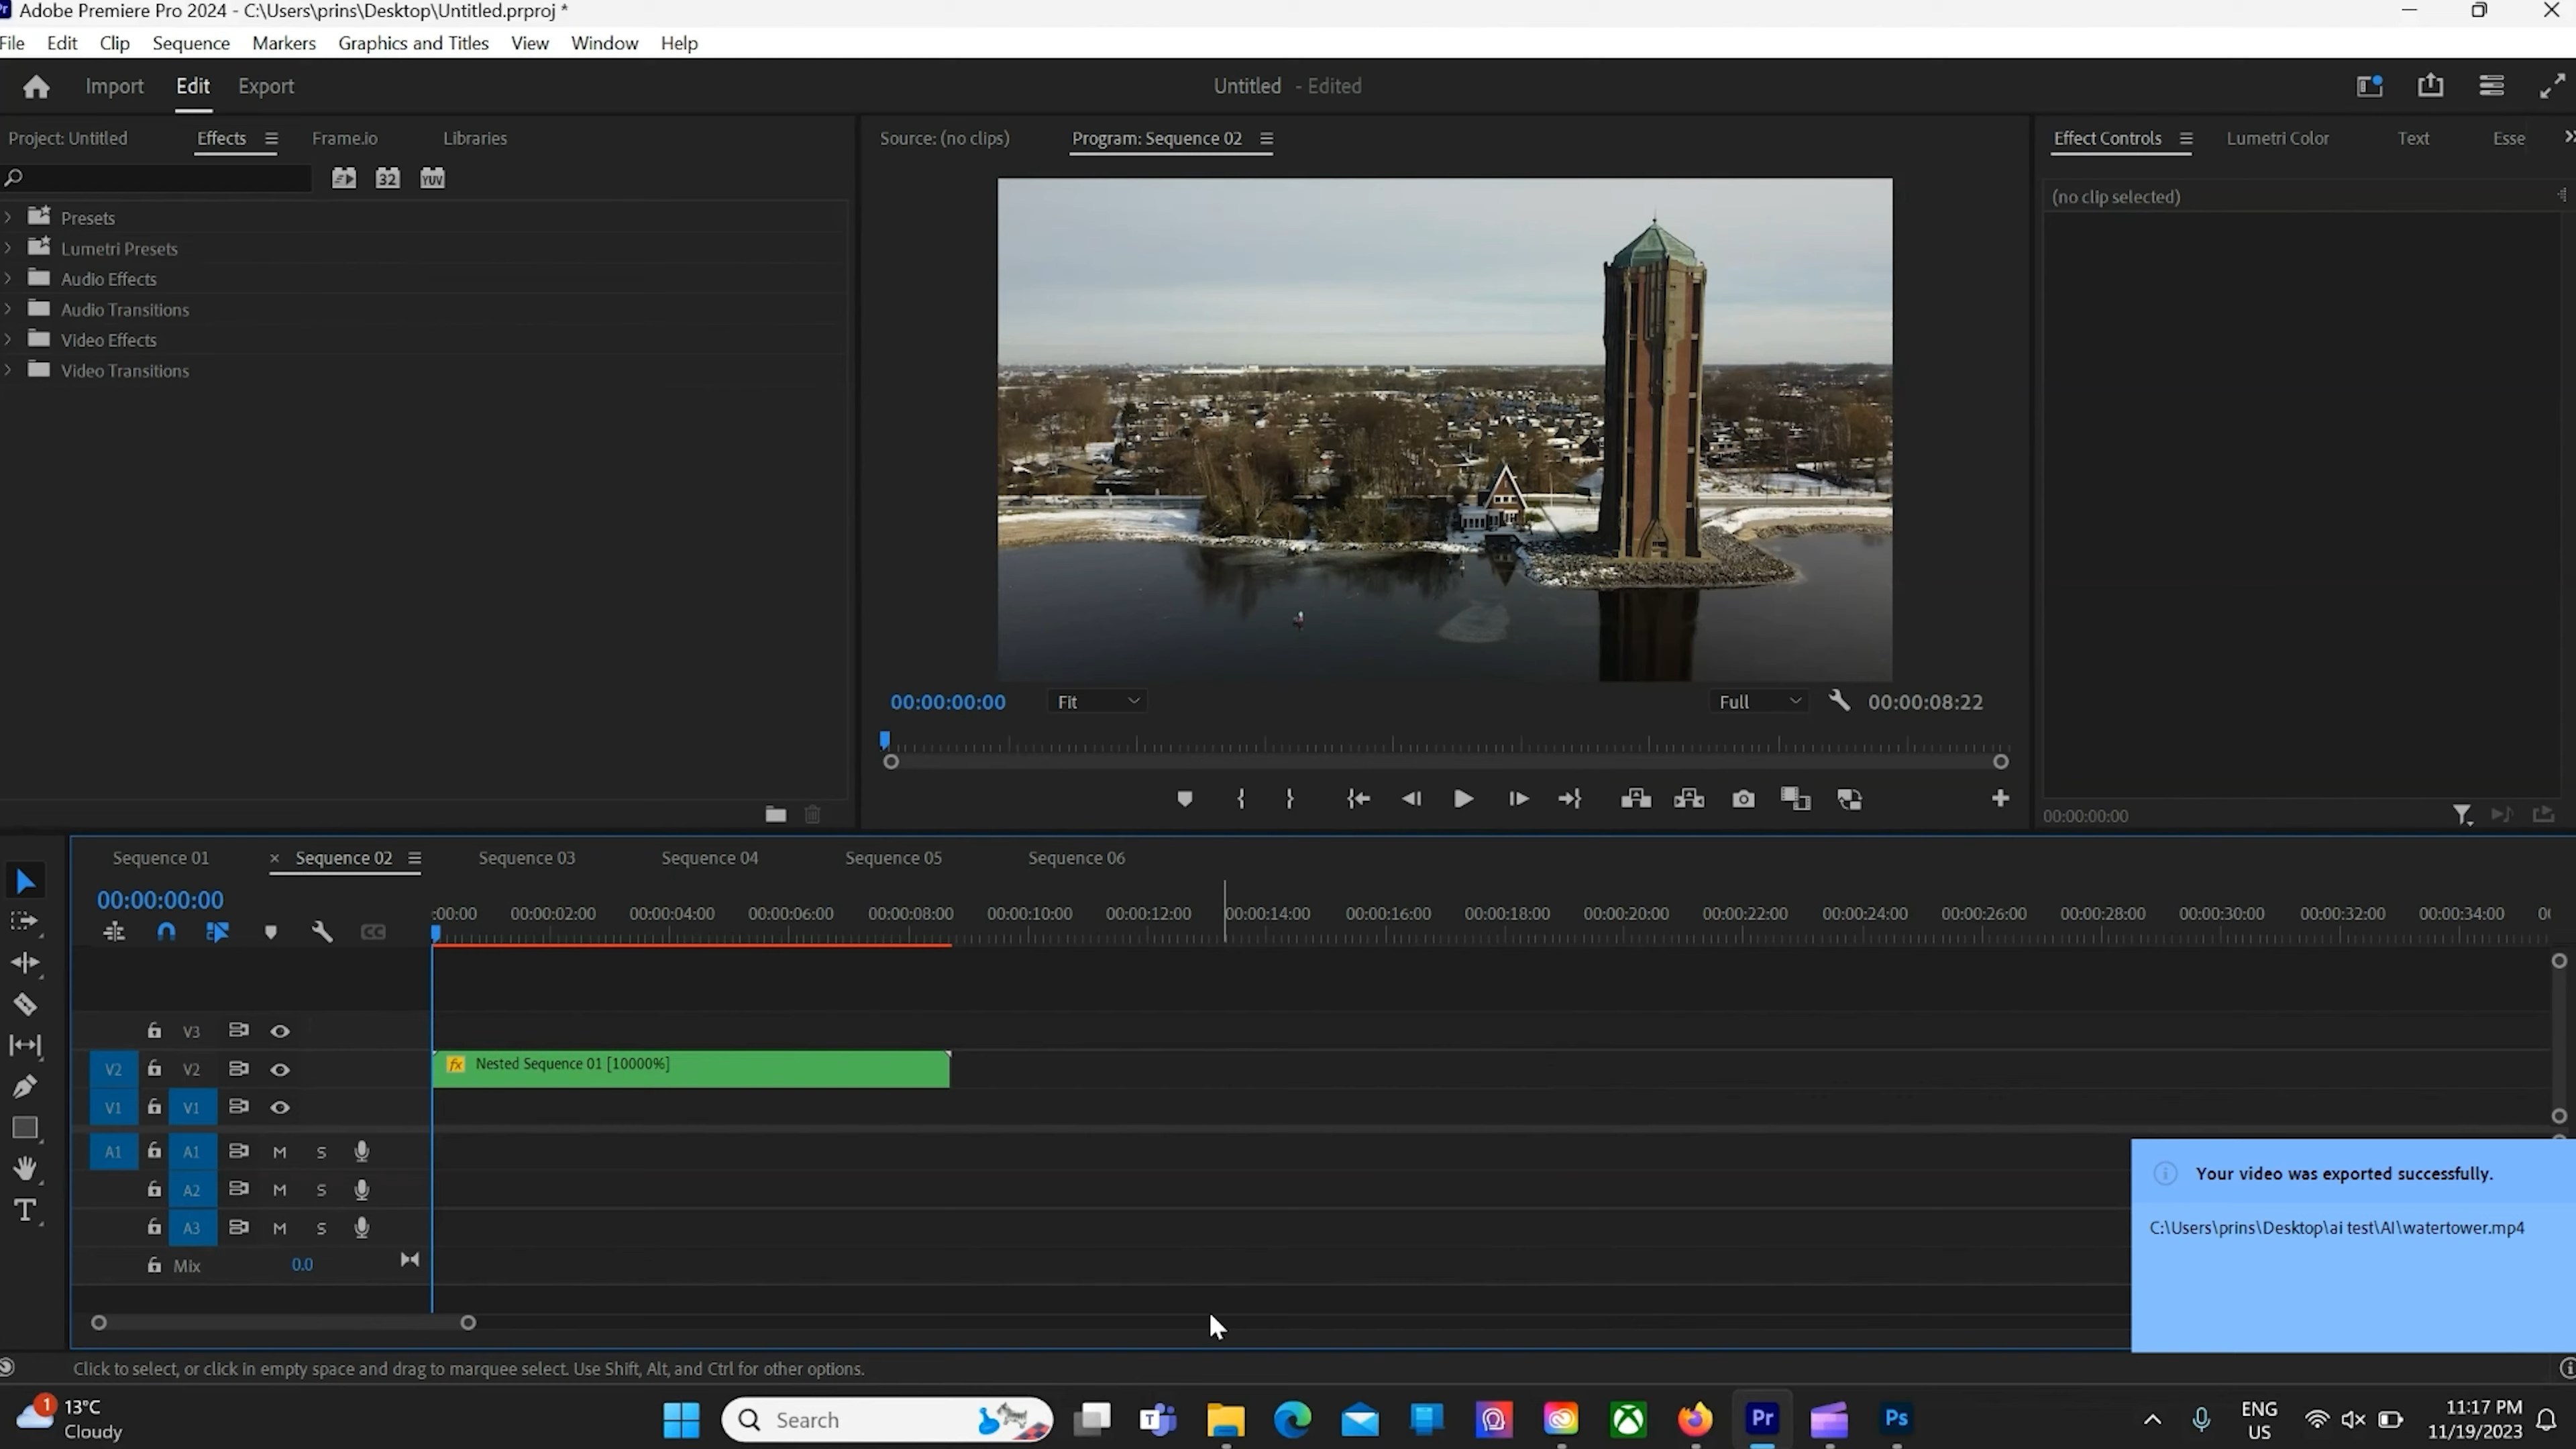 Adobe Premiere Pro 2024 - C:\Users\prins\Desktop\Untitled.prproj *
File Edit Clip Sequence Markers Graphics and Titles View Window Help
Import Edit Export
Untitled - Edited
Project: Untitled Effects Frame.io Libraries
Source: (no clips) Program: Sequence 02
Effect Controls Lumetri Color Text Esse
32 YUV
(no clip selected)
Presets
Lumetri Presets
Audio Effects
Audio Transitions
Video Effects
Video Transitions
00:00:00:00 Fit Full 00:00:08:22
00:00:00:00
Sequence 01 × Sequence 02 Sequence 03 Sequence 04 Sequence 05 Sequence 06
00:00:00:00
:00:00 00:00:02:00 00:00:04:00 00:00:06:00 00:00:08:00 00:00:10:00 00:00:12:00 00:00:14:00 00:00:16:00 00:00:18:00 00:00:20:00 00:00:22:00 00:00:24:00 00:00:26:00 00:00:28:00 00:00:30:00 00:00:32:00 00:00:34:00 00
CC
V3
V2 V2 fx Nested Sequence 01 [10000%]
V1 V1
A1 A1 M S
A2 M S
A3 M S
Mix 0.0
Your video was exported successfully.
C:\Users\prins\Desktop\ai test\AI\watertower.mp4
Click to select, or click in empty space and drag to marquee select. Use Shift, Alt, and Ctrl for other options.
1 13°C
Cloudy
Search
T Pr Ps
ENG
US
11:17 PM
11/19/2023